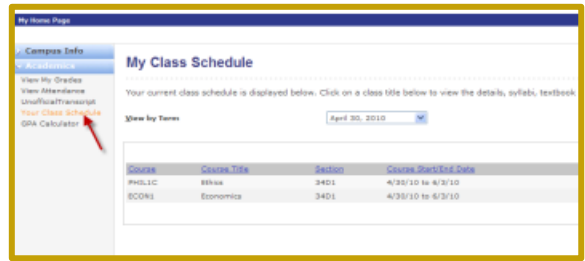 My Home Page
Campus Info
Academics
View My Grades
View Attendance
UnofficialTranscript
Your Class Schedule
GPA Calculator
My Class Schedule
Your current class schedule is displayed below. Click on a class title below to view the details, syllabi, textbook
View by Term: April 30, 2010
Course Course Title Section Course Start/End Date
PHIL1C Ethics 34D1 4/30/10 to 6/3/10
ECON1 Economics 34D1 4/30/10 to 6/3/10